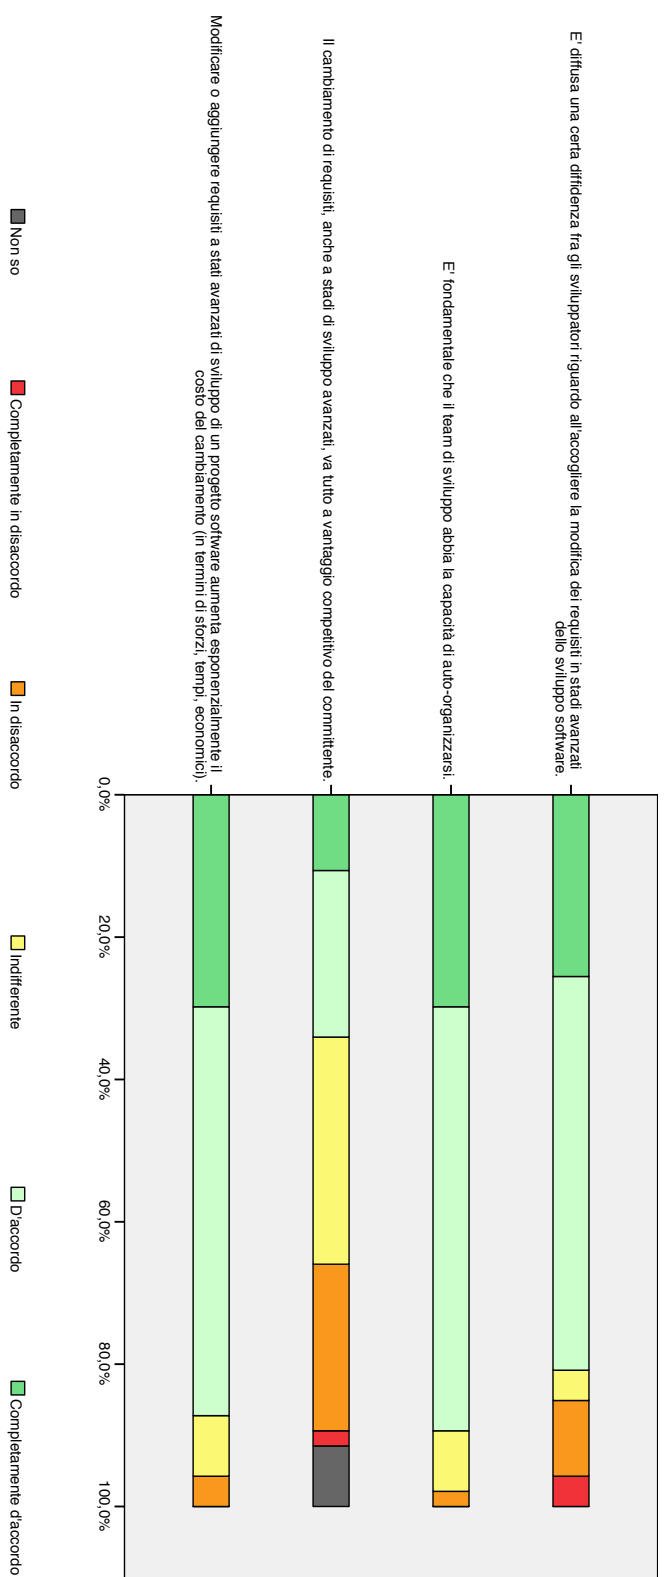 E' diffusa una certa diffidenza fra gli sviluppatori riguardo all'accogliere la modifica dei requisiti in stadi avanzati
dello sviluppo software.
E' fondamentale che il team di sviluppo abbia la capacità di auto-organizzarsi.
Il cambiamento di requisiti, anche a stadi di sviluppo avanzati, va tutto a vantaggio competitivo del committente.
Modificare o aggiungere requisiti a stati avanzati di sviluppo di un progetto software aumenta esponenzialmente il
costo del cambiamento (in termini di sforzi, tempi, economici).
0,0% 20,0% 40,0% 60,0% 80,0% 100,0%
Non so Completamente in disaccordo In disaccordo Indifferente D'accordo Completamente d'accordo